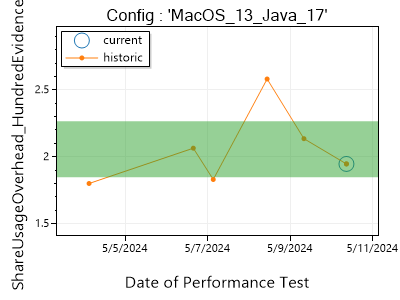 Config : 'MacOS_13_Java_17'
current
historic
ShareUsageOverhead_HundredEvidence
2.5
2
1.5
5/5/2024
5/7/2024
5/9/2024
5/11/2024
Date of Performance Test